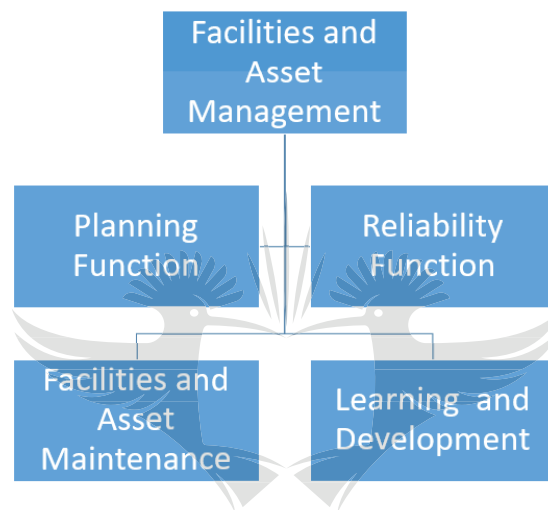 Facilities and
Asset
Management
Planning
Function
Reliability
Function
Facilities and
Asset
Maintenance
Learning and
Development